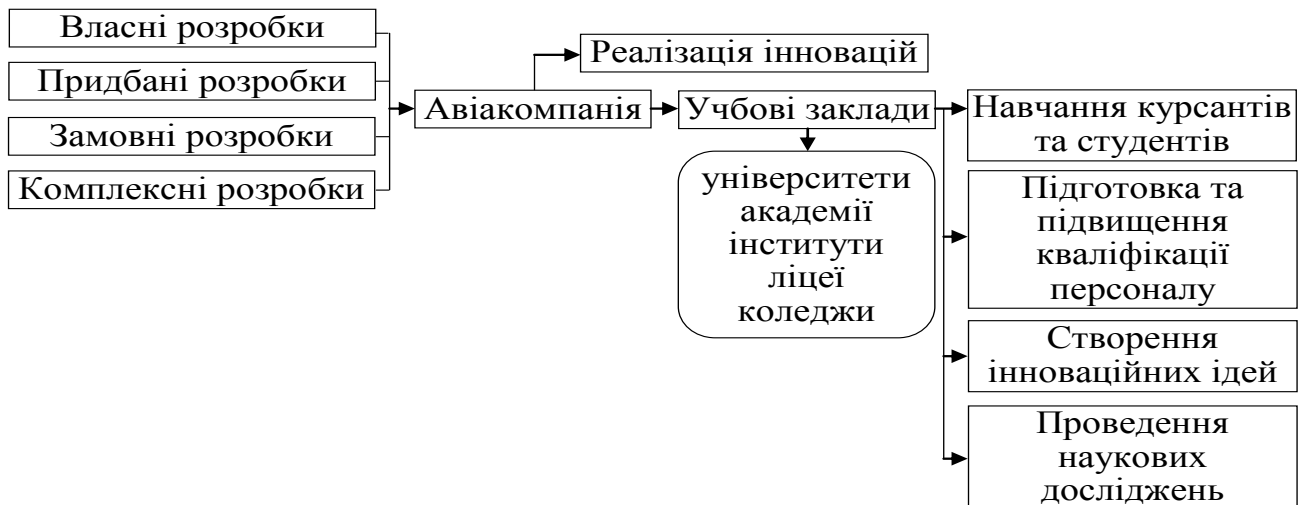 Власні розробки
Придбані розробки
Замовні розробки
Комплексні розробки
Реалізація інновацій
Авіакомпанія
Учбові заклади
університети
академії
інститути
ліцеї
коледжи
Навчання курсантів
та студентів
Підготовка та
підвищення
кваліфікації
персоналу
Створення
інноваційних ідей
Проведення
наукових
досліджень